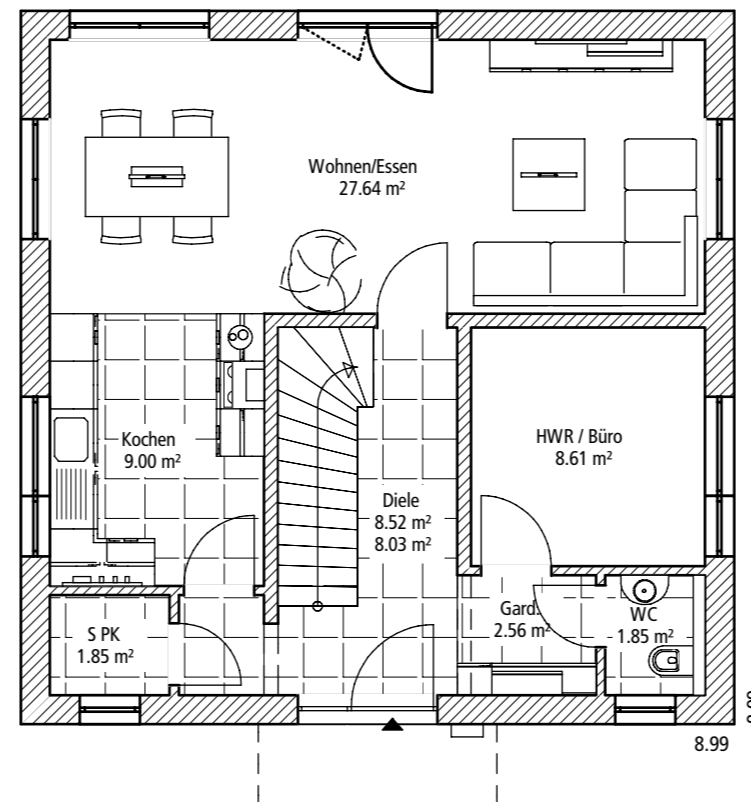 Wohnen/Essen
27.64 m²
Kochen
9.00 m²
HWR / Büro
8.61 m²
Diele
8.52 m²
8.03 m²
Gard.
2.56 m²
WC
1.85 m²
S PK
1.85 m²
8.99